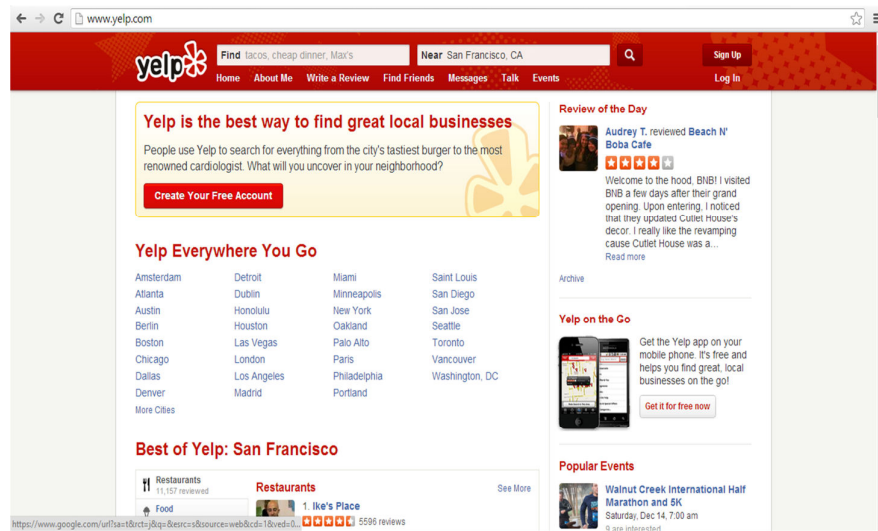 www.yelp.com
yelp
Find tacos, cheap dinner, Max's
Near San Francisco, CA
Sign Up
Home About Me Write a Review Find Friends Messages Talk Events
Log In
Yelp is the best way to find great local businesses
People use Yelp to search for everything from the city's tastiest burger to the most
renowned cardiologist. What will you uncover in your neighborhood?
Create Your Free Account
Yelp Everywhere You Go
Amsterdam Detroit Miami Saint Louis
Atlanta Dublin Minneapolis San Diego
Austin Honolulu New York San Jose
Berlin Houston Oakland Seattle
Boston Las Vegas Palo Alto Toronto
Chicago London Paris Vancouver
Dallas Los Angeles Philadelphia Washington, DC
Denver Madrid Portland
More Cities
Best of Yelp: San Francisco
Restaurants
11,157 reviewed
Food
Restaurants
See More
1. Ike's Place
5596 reviews
Review of the Day
Audrey T. reviewed Beach N'
Boba Cafe
Welcome to the hood, BNB! I visited
BNB a few days after their grand
opening. Upon entering, I noticed
that they updated Cutlet House's
decor. I really like the revamping
cause Cutlet House was a...
Read more
Archive
Yelp on the Go
Get the Yelp app on your
mobile phone. It's free and
helps you find great, local
businesses on the go!
Get it for free now
Popular Events
Walnut Creek International Half
Marathon and 5K
Saturday, Dec 14, 7:00 am
9 are interested
https://www.google.com/url?sa=t&rct=j&q=&esrc=s&source=web&cd=1&ved=0...